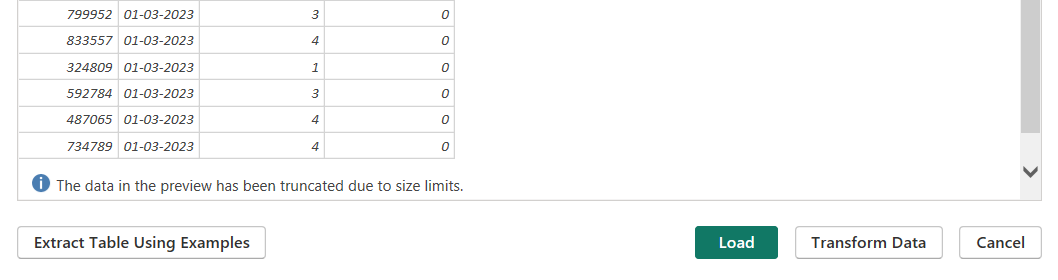 799952 01-03-2023 3 0
833557 01-03-2023 4 0
324809 01-03-2023 1 0
592784 01-03-2023 3 0
487065 01-03-2023 4 0
734789 01-03-2023 4 0
The data in the preview has been truncated due to size limits.
Extract Table Using Examples Load Transform Data Cancel